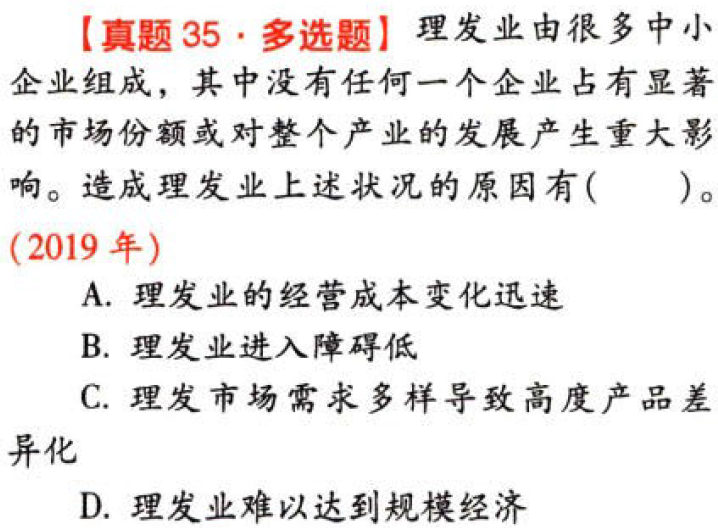 【真题 35 · 多选题】 理发业由很多中小
企业组成，其中没有任何一个企业占有显著
的市场份额或对整个产业的发展产生重大影
响。造成理发业上述状况的原因有(　　)。
(2019 年)
A. 理发业的经营成本变化迅速
B. 理发业进入障碍低
C. 理发市场需求多样导致高度产品差
异化
D. 理发业难以达到规模经济